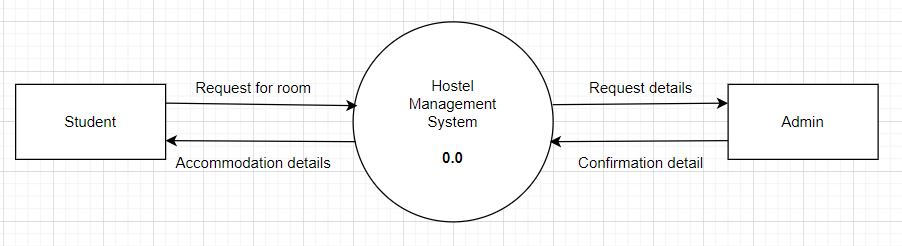 Request for room
Hostel
Management
System
0.0
Request details
Student
Admin
Accommodation details
Confirmation detail